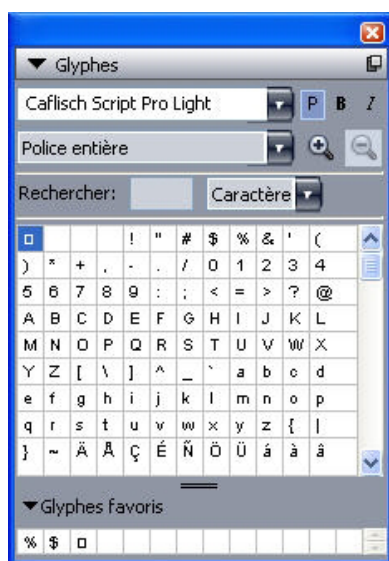 Glyphes
Caflisch Script Pro Light P B I
Police entière
Rechercher: Caractère
¤ ! " # $ % & ' (
) * + , - . / 0 1 2 3 4
5 6 7 8 9 : ; < = > ? @
A B C D E F G H I J K L
M N O P Q R S T U V W X
Y Z [ \ ] ^ _ ` a b c d
e f g h i j k l m n o p
q r s t u v w x y z { |
} ~ Ä Å Ç É Ñ Ö Ü á à â
Glyphes favoris
% $ ¤